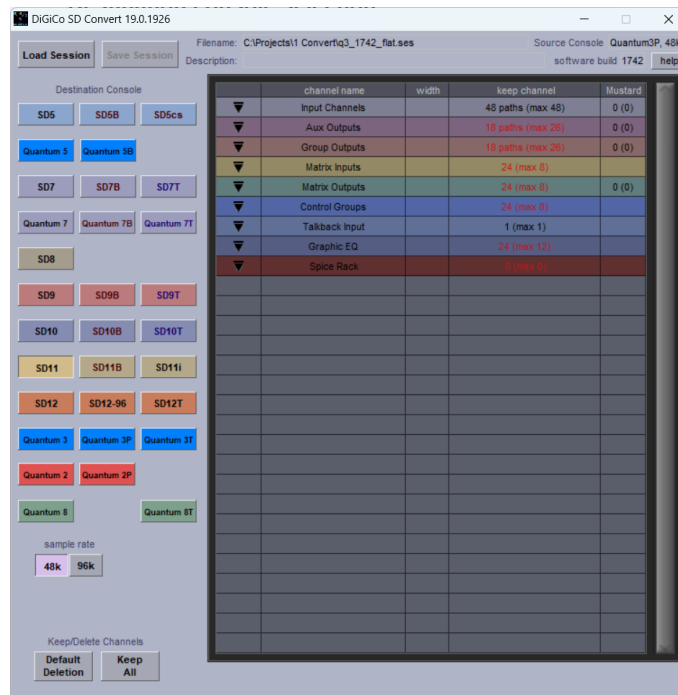 DiGiCo SD Convert 19.0.1926
Load Session
Save Session
Filename: C:\Projects\1 Convert\q3_1742_flat.ses
Source Console Quantum3P, 48k
Description:
software build 1742
help
Destination Console
SD5 SD5B SD5cs
Quantum 5 Quantum 5B
SD7 SD7B SD7T
Quantum 7 Quantum 7B Quantum 7T
SD8
SD9 SD9B SD9T
SD10 SD10B SD10T
SD11 SD11B SD11i
SD12 SD12-96 SD12T
Quantum 3 Quantum 3P Quantum 3T
Quantum 2 Quantum 2P
Quantum 8 Quantum 8T
sample rate
48k 96k
Keep/Delete Channels
Default Deletion
Keep All
channel name width keep channel Mustard
Input Channels 48 paths (max 48) 0 (0)
Aux Outputs 18 paths (max 26) 0 (0)
Group Outputs 18 paths (max 26) 0 (0)
Matrix Inputs 24 (max 8)
Matrix Outputs 24 (max 8) 0 (0)
Control Groups 24 (max 8)
Talkback Input 1 (max 1)
Graphic EQ 24 (max 12)
Spice Rack (max 0)